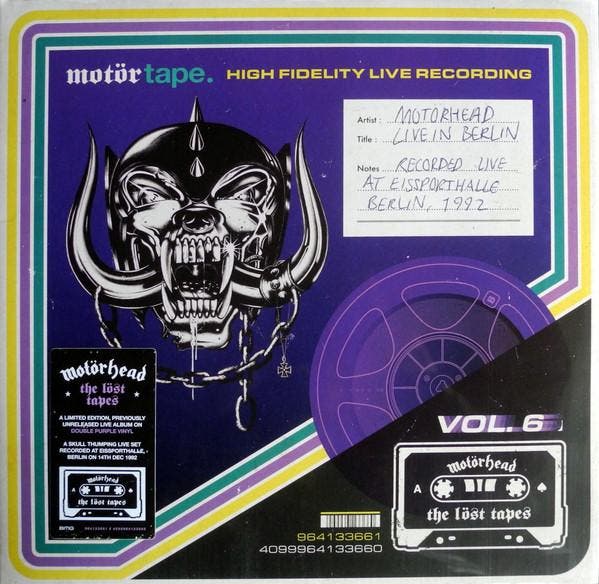 motörtape. HIGH FIDELITY LIVE RECORDING
Artist : MOTÖRHEAD
Title : LIVE IN BERLIN
Notes RECORDED LIVE
AT EISSPORTHALLE
BERLIN, 1992
B
motörhead
the löst
tapes
A LIMITED EDITION, PREVIOUSLY
UNRELEASED LIVE ALBUM ON
DOUBLE PURPLE VINYL
A SKULL THUMPING LIVE SET
RECORDED AT EISSPORTHALLE,
BERLIN ON 14TH DEC 1992
motörhead
A
the löst tapes
BMG
VOL. 6
motörhead
A
the löst tapes
964133661
4099964133660